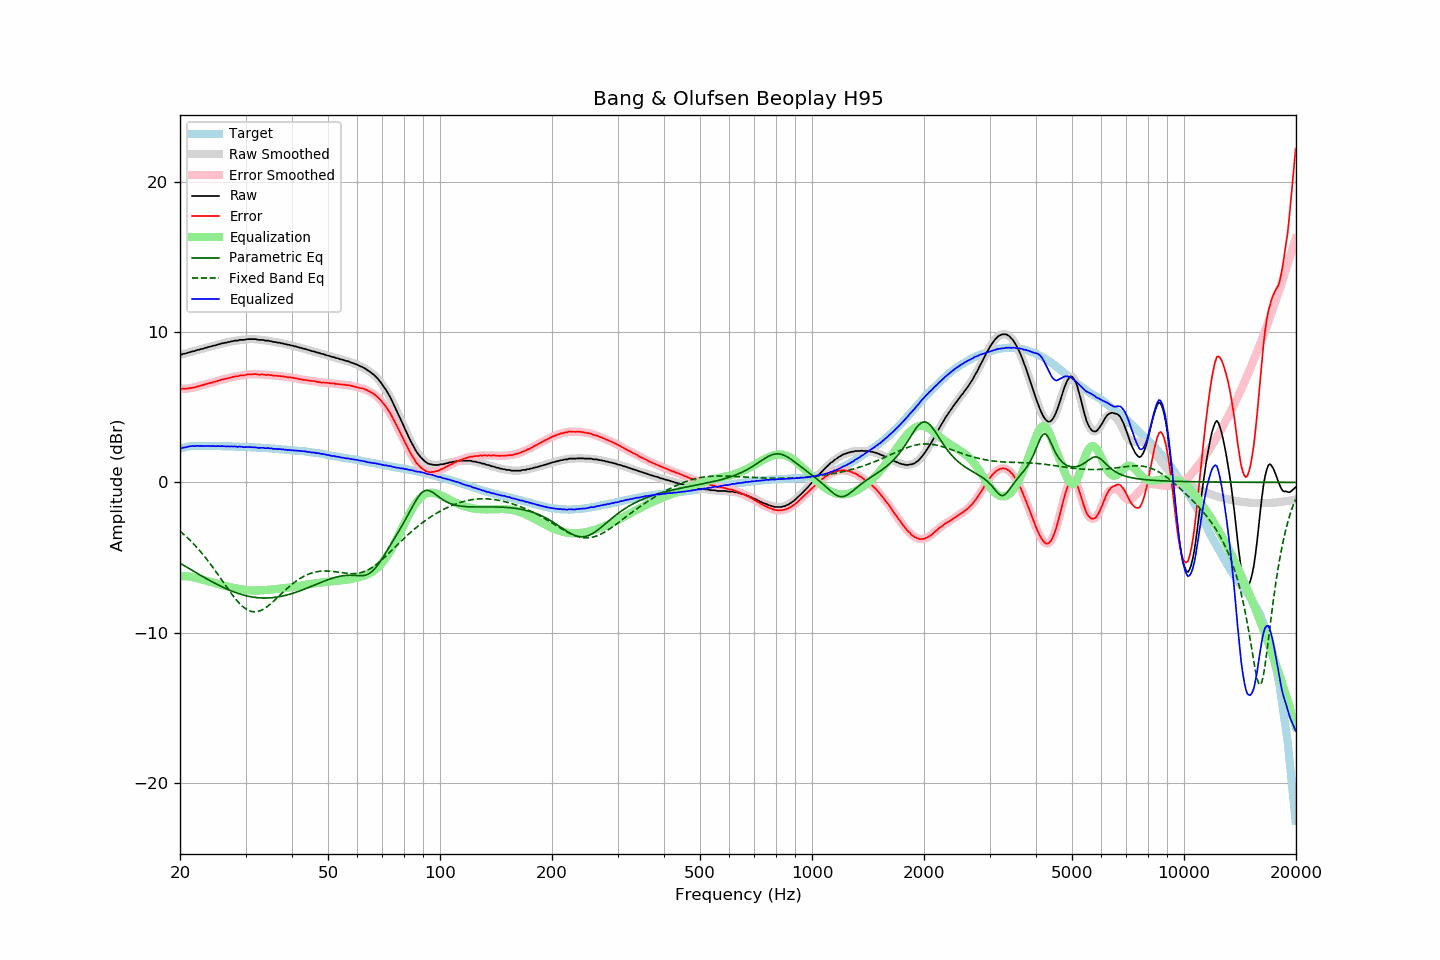 Bang & Olufsen Beoplay H95
Target
Raw Smoothed
Error Smoothed
Raw
Error
Equalization
Parametric Eq
Fixed Band Eq
Equalized
20
10
0
−10
−20
Amplitude (dBr)
20 50 100 200 500 1000 2000 5000 10000 20000
Frequency (Hz)